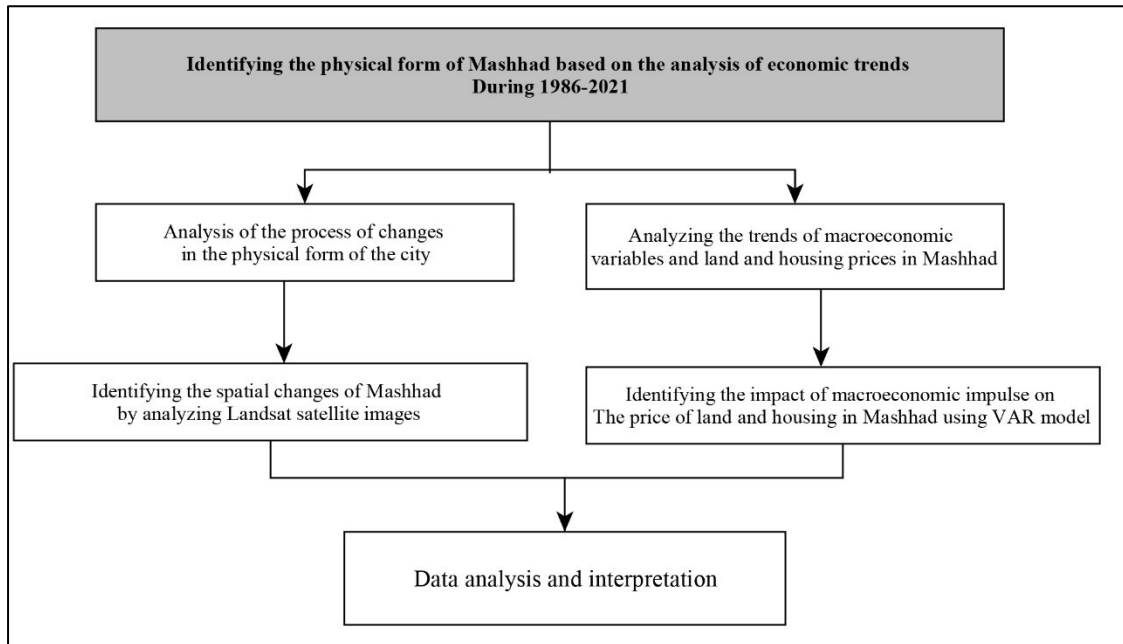 Identifying the physical form of Mashhad based on the analysis of economic trends
During 1986-2021
Analysis of the process of changes
in the physical form of the city
Analyzing the trends of macroeconomic
variables and land and housing prices in Mashhad
Identifying the spatial changes of Mashhad
by analyzing Landsat satellite images
Identifying the impact of macroeconomic impulse on
The price of land and housing in Mashhad using VAR model
Data analysis and interpretation